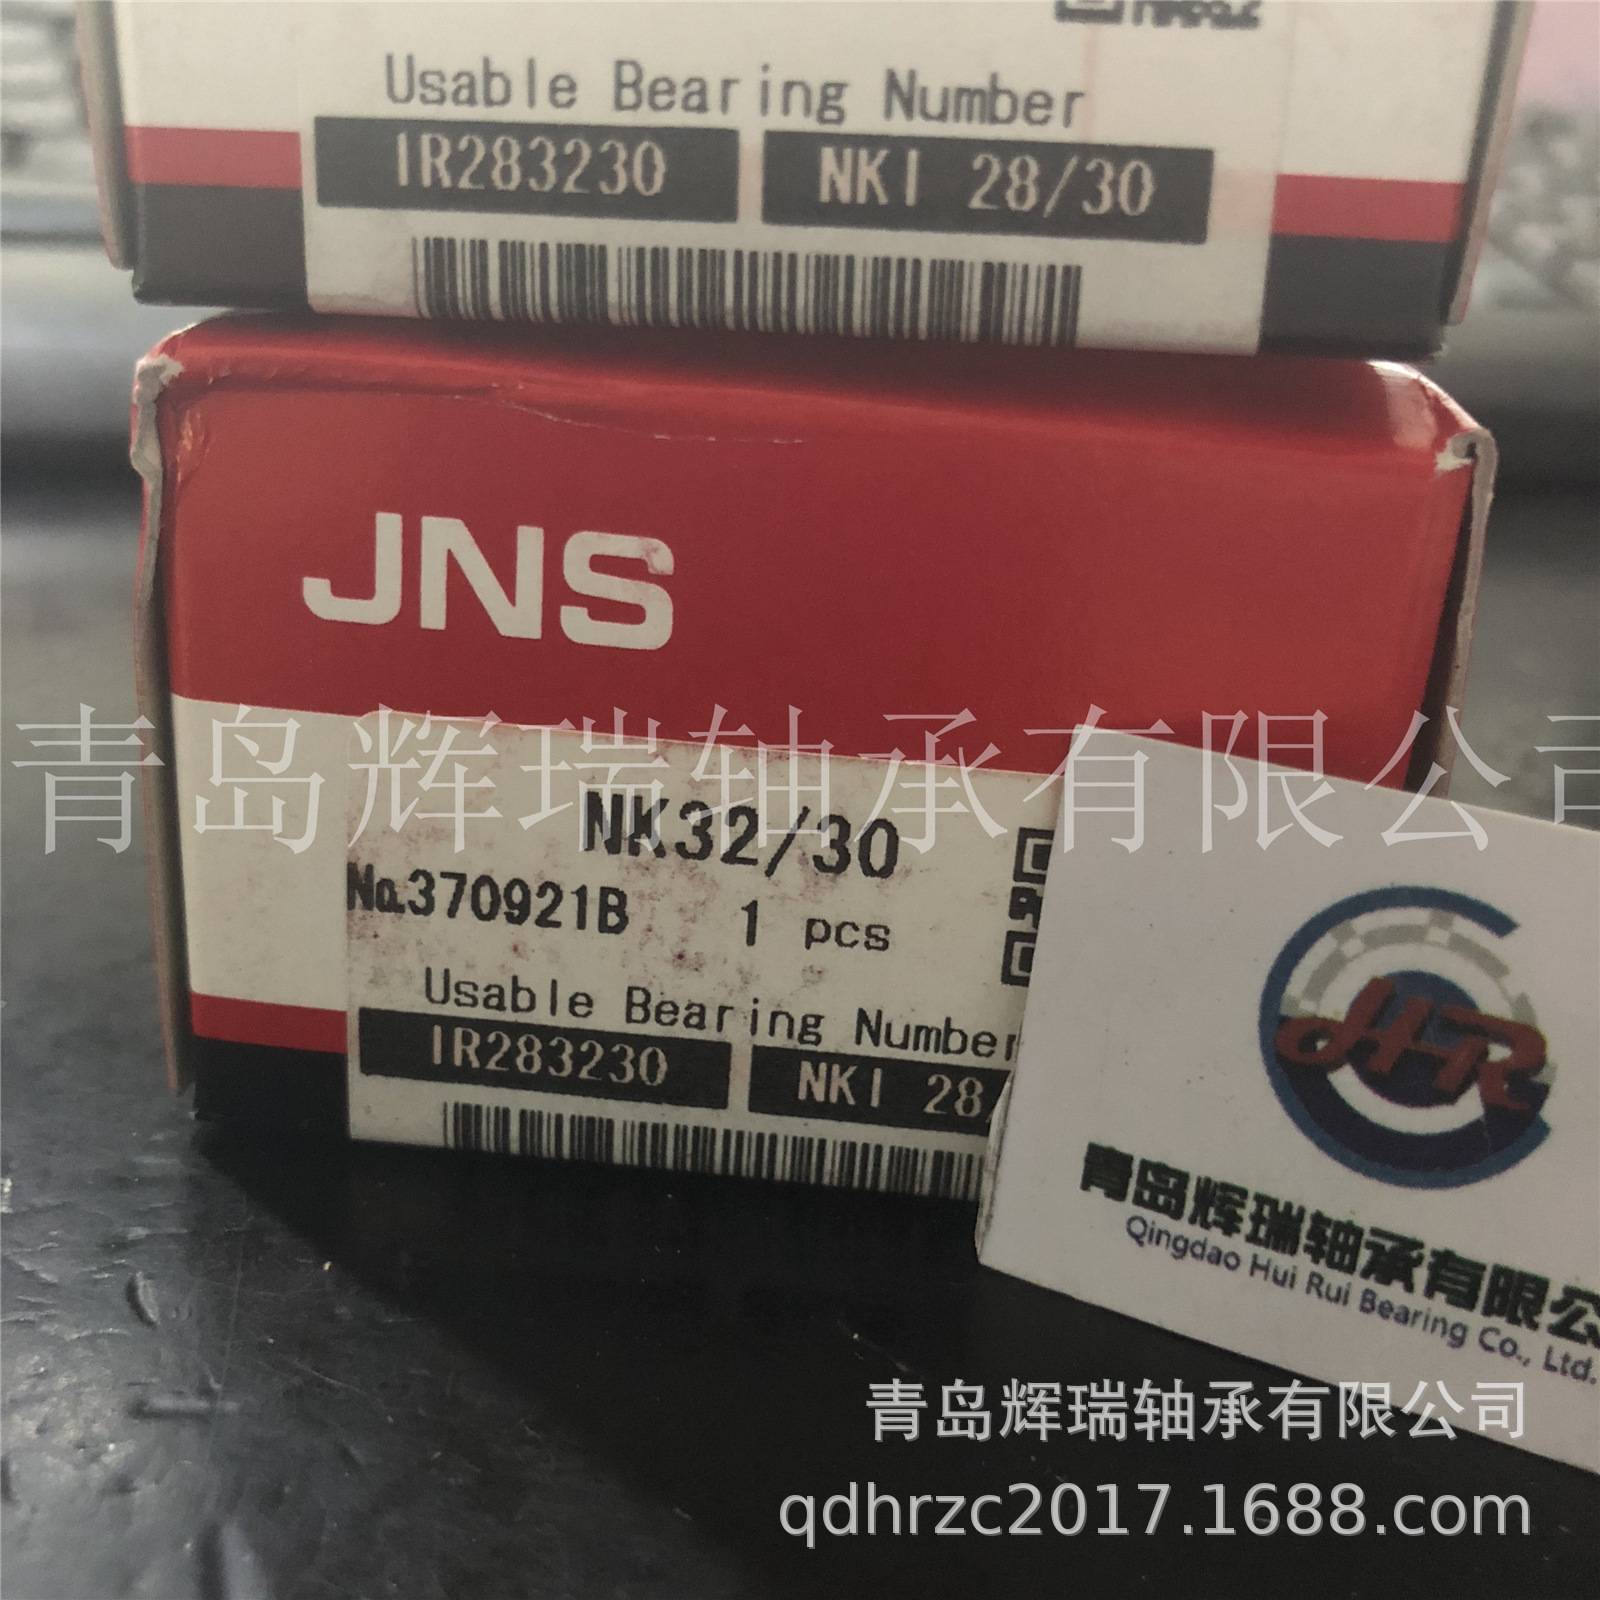 Usable Bearing Number
IR283230 NKI 28/30
JNS
青岛辉瑞轴承有限公司
NK32/30
No.370921B 1 pcs
Usable Bearing Number
IR283230 NKI 28/
HR
青岛辉瑞轴承有限公
Qingdao Hui Rui Bearing Co., Ltd.
青岛辉瑞轴承有限公司
qdhrzc2017.1688.com